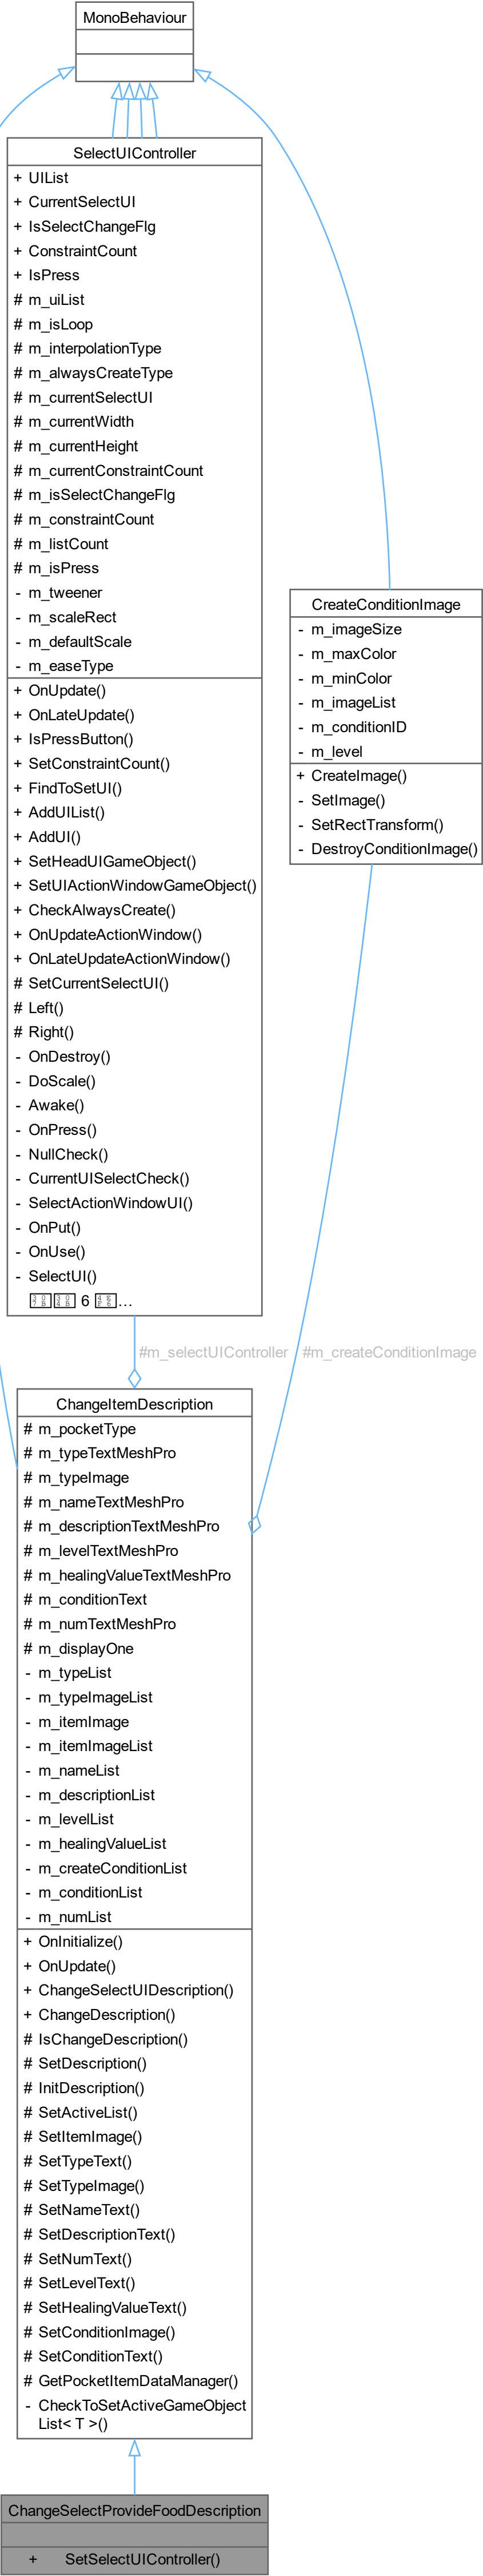 MonoBehaviour
SelectUIController
+ UIList
+ CurrentSelectUI
+ IsSelectChangeFlg
+ ConstraintCount
+ IsPress
# m_uiList
# m_isLoop
# m_interpolationType
# m_alwaysCreateType
# m_currentSelectUI
# m_currentWidth
# m_currentHeight
# m_currentConstraintCount
# m_isSelectChangeFlg
# m_constraintCount
# m_listCount
# m_isPress
- m_tweener
- m_scaleRect
- m_defaultScale
- m_easeType
+ OnUpdate()
+ OnLateUpdate()
+ IsPressButton()
+ SetConstraintCount()
+ FindToSetUI()
+ AddUIList()
+ AddUI()
+ SetHeadUIGameObject()
+ SetUIActionWindowGameObject()
+ CheckAlwaysCreate()
+ OnUpdateActionWindow()
+ OnLateUpdateActionWindow()
# SetCurrentSelectUI()
# Left()
# Right()
- OnDestroy()
- DoScale()
- Awake()
- OnPress()
- NullCheck()
- CurrentUISelectCheck()
- SelectActionWindowUI()
- OnPut()
- OnUse()
- SelectUI()
6 ...
CreateConditionImage
- m_imageSize
- m_maxColor
- m_minColor
- m_imageList
- m_conditionID
- m_level
+ CreateImage()
- SetImage()
- SetRectTransform()
- DestroyConditionImage()
#m_selectUIController
#m_createConditionImage
ChangeItemDescription
# m_pocketType
# m_typeTextMeshPro
# m_typeImage
# m_nameTextMeshPro
# m_descriptionTextMeshPro
# m_levelTextMeshPro
# m_healingValueTextMeshPro
# m_conditionText
# m_numTextMeshPro
# m_displayOne
- m_typeList
- m_typeImageList
- m_itemImage
- m_itemImageList
- m_nameList
- m_descriptionList
- m_levelList
- m_healingValueList
- m_createConditionList
- m_conditionList
- m_numList
+ OnInitialize()
+ OnUpdate()
+ ChangeSelectUIDescription()
+ ChangeDescription()
# IsChangeDescription()
# SetDescription()
# InitDescription()
# SetActiveList()
# SetItemImage()
# SetTypeText()
# SetTypeImage()
# SetNameText()
# SetDescriptionText()
# SetNumText()
# SetLevelText()
# SetHealingValueText()
# SetConditionImage()
# SetConditionText()
# GetPocketItemDataManager()
- CheckToSetActiveGameObject
List< T >()
ChangeSelectProvideFoodDescription
+ SetSelectUIController()